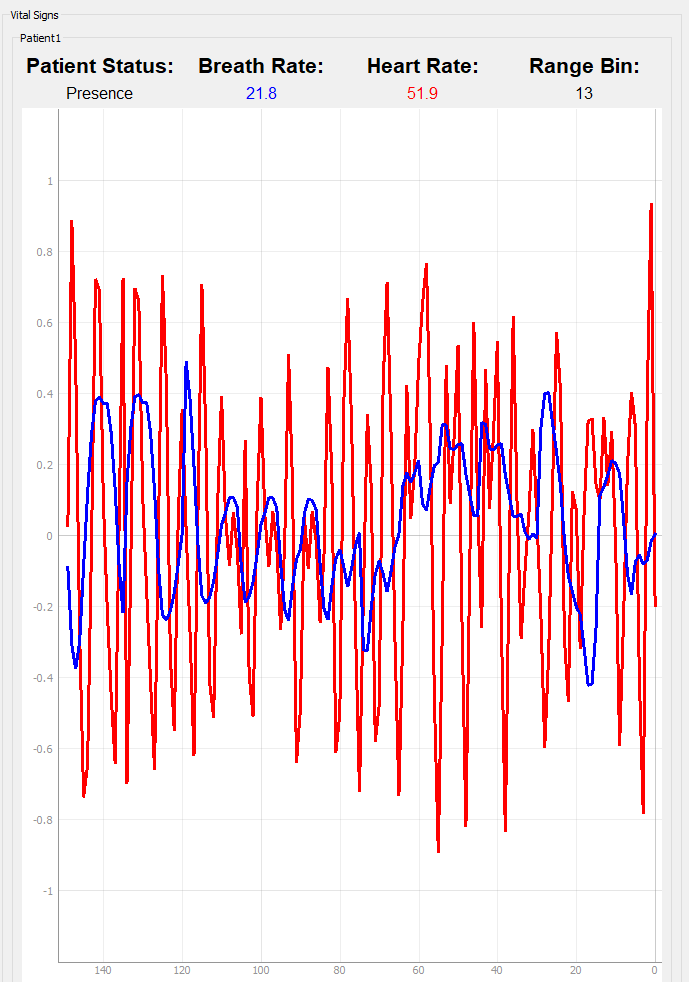 Vital Signs
Patient1
Patient Status: Breath Rate: Heart Rate: Range Bin:
Presence 21.8 51.9 13
1
0.8
0.6
0.4
0.2
0
-0.2
-0.4
-0.6
-0.8
-1
140 120 100 80 60 40 20 0